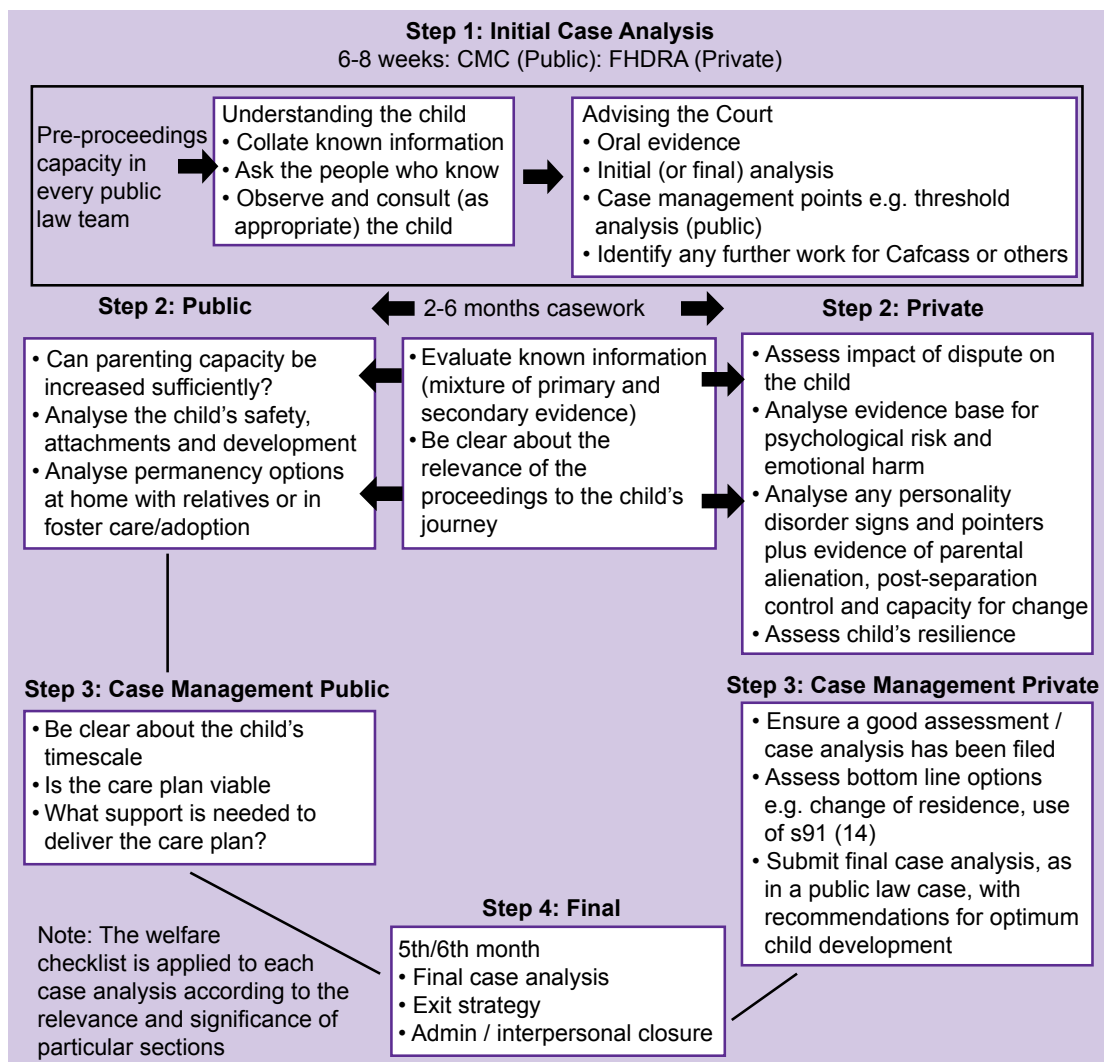 Step 1: Initial Case Analysis
6-8 weeks: CMC (Public): FHDRA (Private)
Pre-proceedings
capacity in
every public
law team
Understanding the child
• Collate known information
• Ask the people who know
• Observe and consult (as
appropriate) the child
Advising the Court
• Oral evidence
• Initial (or final) analysis
• Case management points e.g. threshold
analysis (public)
• Identify any further work for Cafcass or others
Step 2: Public
2-6 months casework
Step 2: Private
• Can parenting capacity be
increased sufficiently?
• Analyse the child's safety,
attachments and development
• Analyse permanency options
at home with relatives or in
foster care/adoption
• Evaluate known information
(mixture of primary and
secondary evidence)
• Be clear about the
relevance of the
proceedings to the child's
journey
• Assess impact of dispute on
the child
• Analyse evidence base for
psychological risk and
emotional harm
• Analyse any personality
disorder signs and pointers
plus evidence of parental
alienation, post-separation
control and capacity for change
• Assess child's resilience
Step 3: Case Management Public
• Be clear about the child's
timescale
• Is the care plan viable
• What support is needed to
deliver the care plan?
Step 3: Case Management Private
• Ensure a good assessment /
case analysis has been filed
• Assess bottom line options
e.g. change of residence, use
of s91 (14)
• Submit final case analysis, as
in a public law case, with
recommendations for optimum
child development
Step 4: Final
5th/6th month
• Final case analysis
• Exit strategy
• Admin / interpersonal closure
Note: The welfare
checklist is applied to each
case analysis according to the
relevance and significance of
particular sections